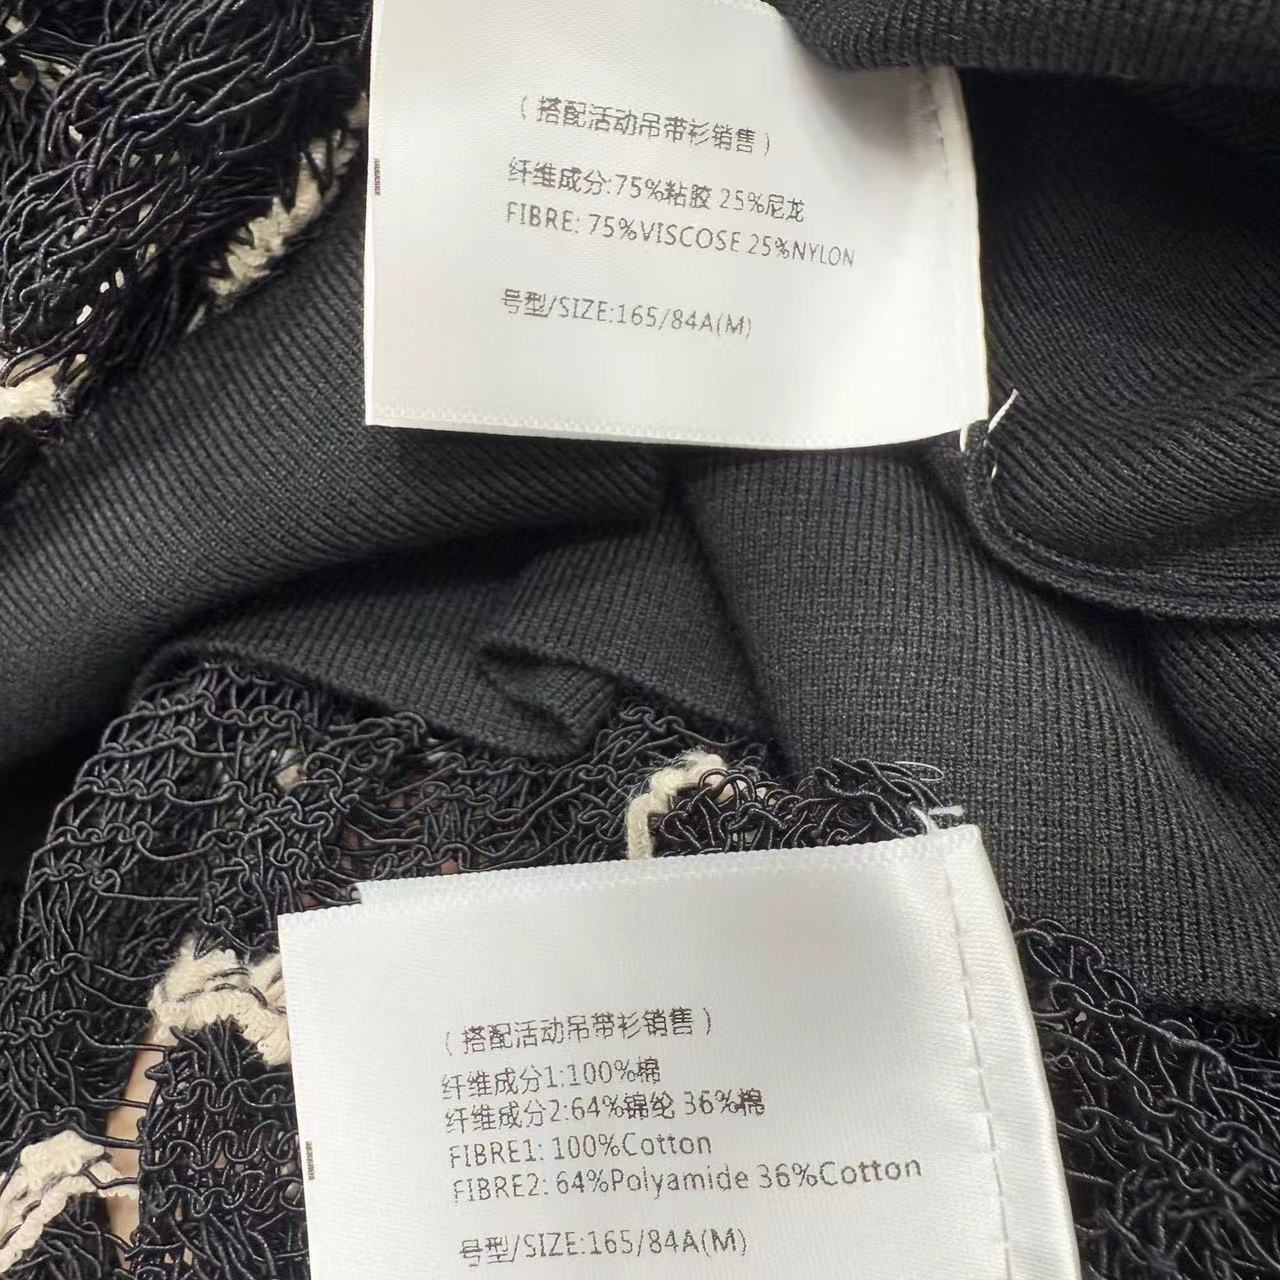 （搭配活动吊带衫销售）
纤维成分:75%粘胶 25%尼龙
FIBRE: 75%VISCOSE 25%NYLON
号型/SIZE:165/84A(M)
（搭配活动吊带衫销售）
纤维成分1:100%棉
纤维成分2:64%锦纶 36%棉
FIBRE1: 100%Cotton
FIBRE2: 64%Polyamide 36%Cotton
号型/SIZE:165/84A(M)